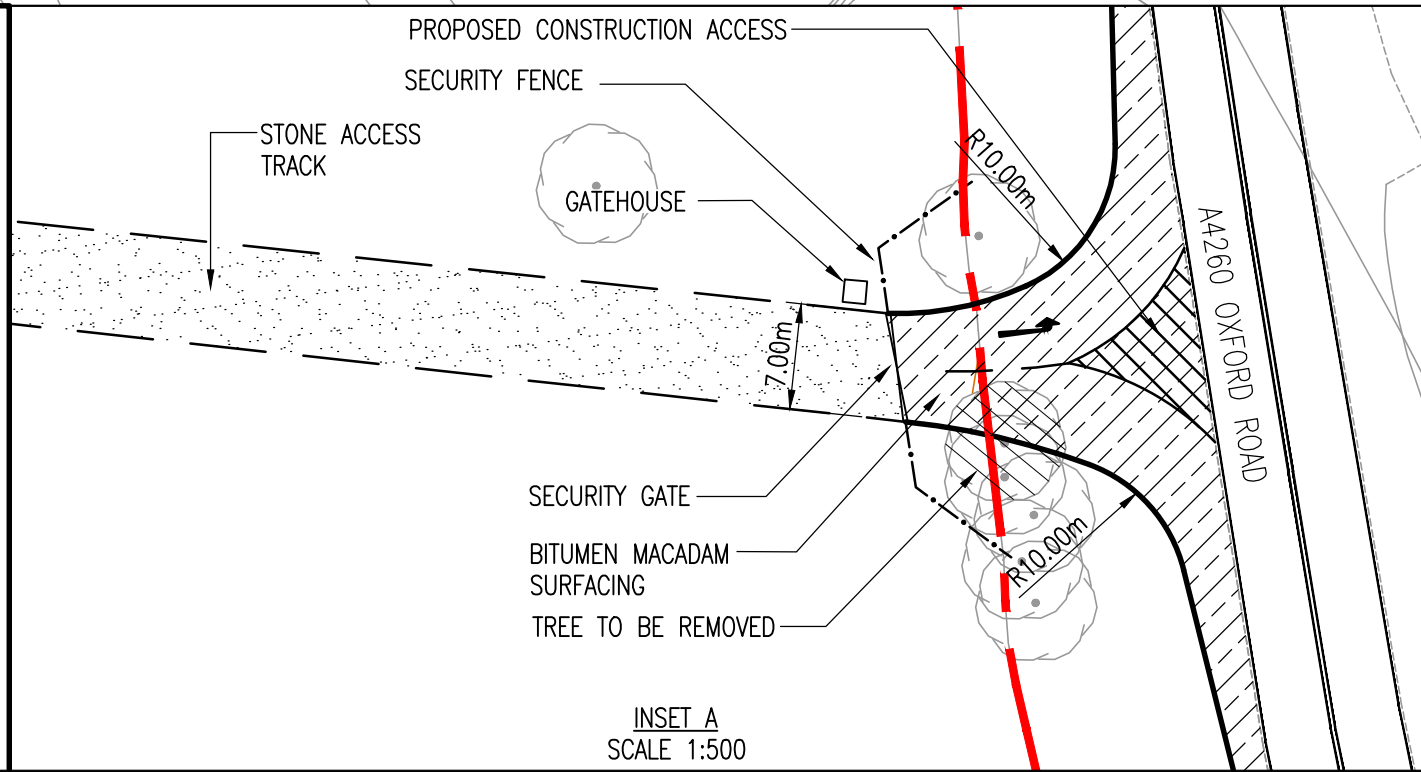 PROPOSED CONSTRUCTION ACCESS
SECURITY FENCE
STONE ACCESS
TRACK
GATEHOUSE
R10.00m
A4260 OXFORD ROAD
7.00m
SECURITY GATE
BITUMEN MACADAM
SURFACING
R10.00m
TREE TO BE REMOVED
INSET A
SCALE 1:500